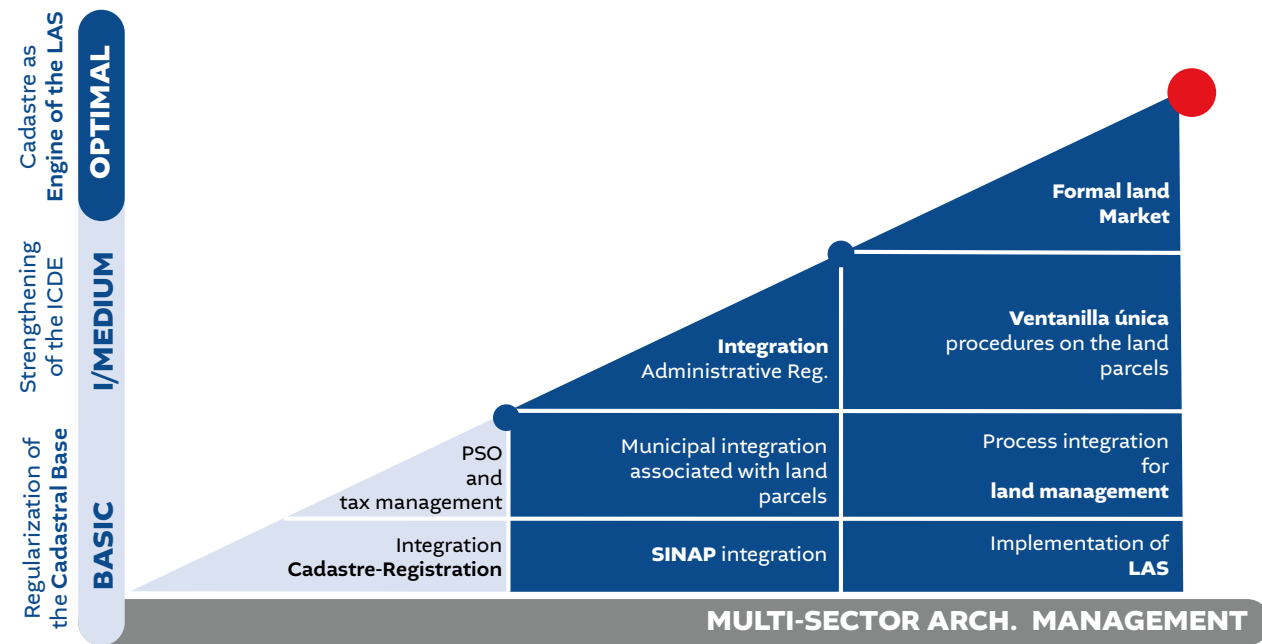 Cadastre as
Engine of the LAS
OPTIMAL
Strengthening
of the ICDE
I/MEDIUM
Regularization of
the Cadastral Base
BASIC
Formal land
Market
Ventanilla única
procedures on the land
parcels
Integration
Administrative Reg.
PSO
and
tax management
Municipal integration
associated with land
parcels
Process integration
for
land management
Integration
Cadastre-Registration
SINAP integration
Implementation of
LAS
MULTI-SECTOR ARCH. MANAGEMENT